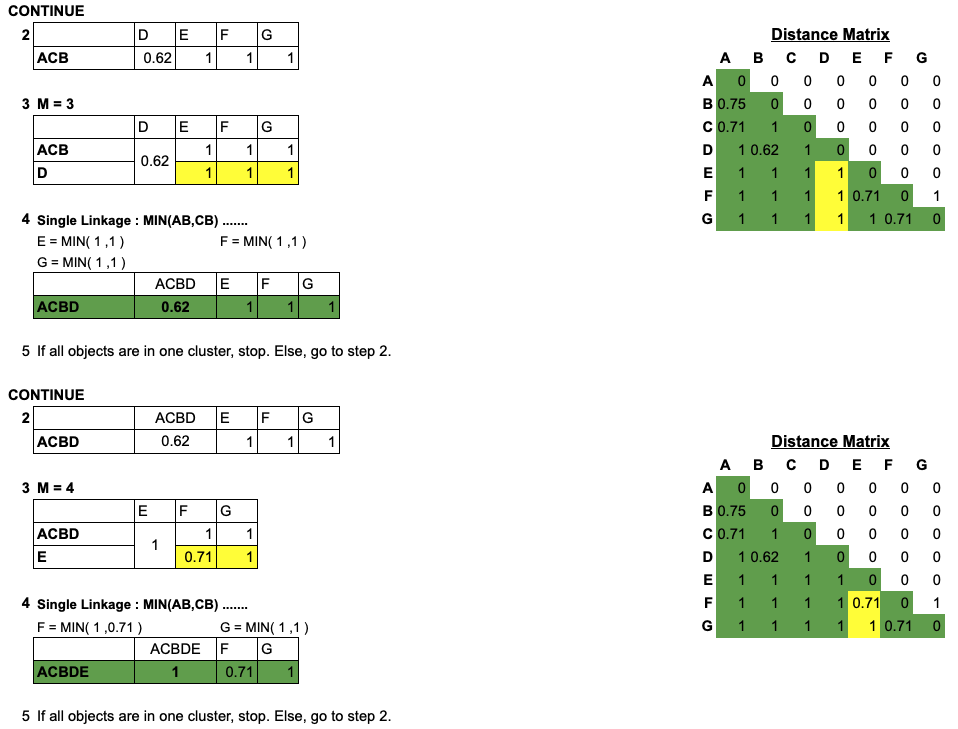 CONTINUE
2 D E F G
ACB 0.62 1 1 1
3 M = 3
D E F G
ACB 0.62 1 1 1
D 1 1 1
4 Single Linkage : MIN(AB,CB) .......
E = MIN( 1 ,1 ) F = MIN( 1 ,1 )
G = MIN( 1 ,1 )
ACBD E F G
ACBD 0.62 1 1 1
5 If all objects are in one cluster, stop. Else, go to step 2.
Distance Matrix
A B C D E F G
A 0 0 0 0 0 0 0
B 0.75 0 0 0 0 0 0
C 0.71 1 0 0 0 0 0
D 1 0.62 1 0 0 0 0
E 1 1 1 1 0 0 0
F 1 1 1 1 0.71 0 1
G 1 1 1 1 1 0.71 0
CONTINUE
2 ACBD E F G
ACBD 0.62 1 1 1
3 M = 4
E F G
ACBD 1 1 1
E 0.71 1
4 Single Linkage : MIN(AB,CB) .......
F = MIN( 1 ,0.71 ) G = MIN( 1 ,1 )
ACBDE F G
ACBDE 1 0.71 1
5 If all objects are in one cluster, stop. Else, go to step 2.
Distance Matrix
A B C D E F G
A 0 0 0 0 0 0 0
B 0.75 0 0 0 0 0 0
C 0.71 1 0 0 0 0 0
D 1 0.62 1 0 0 0 0
E 1 1 1 1 0 0 0
F 1 1 1 1 0.71 0 1
G 1 1 1 1 1 0.71 0